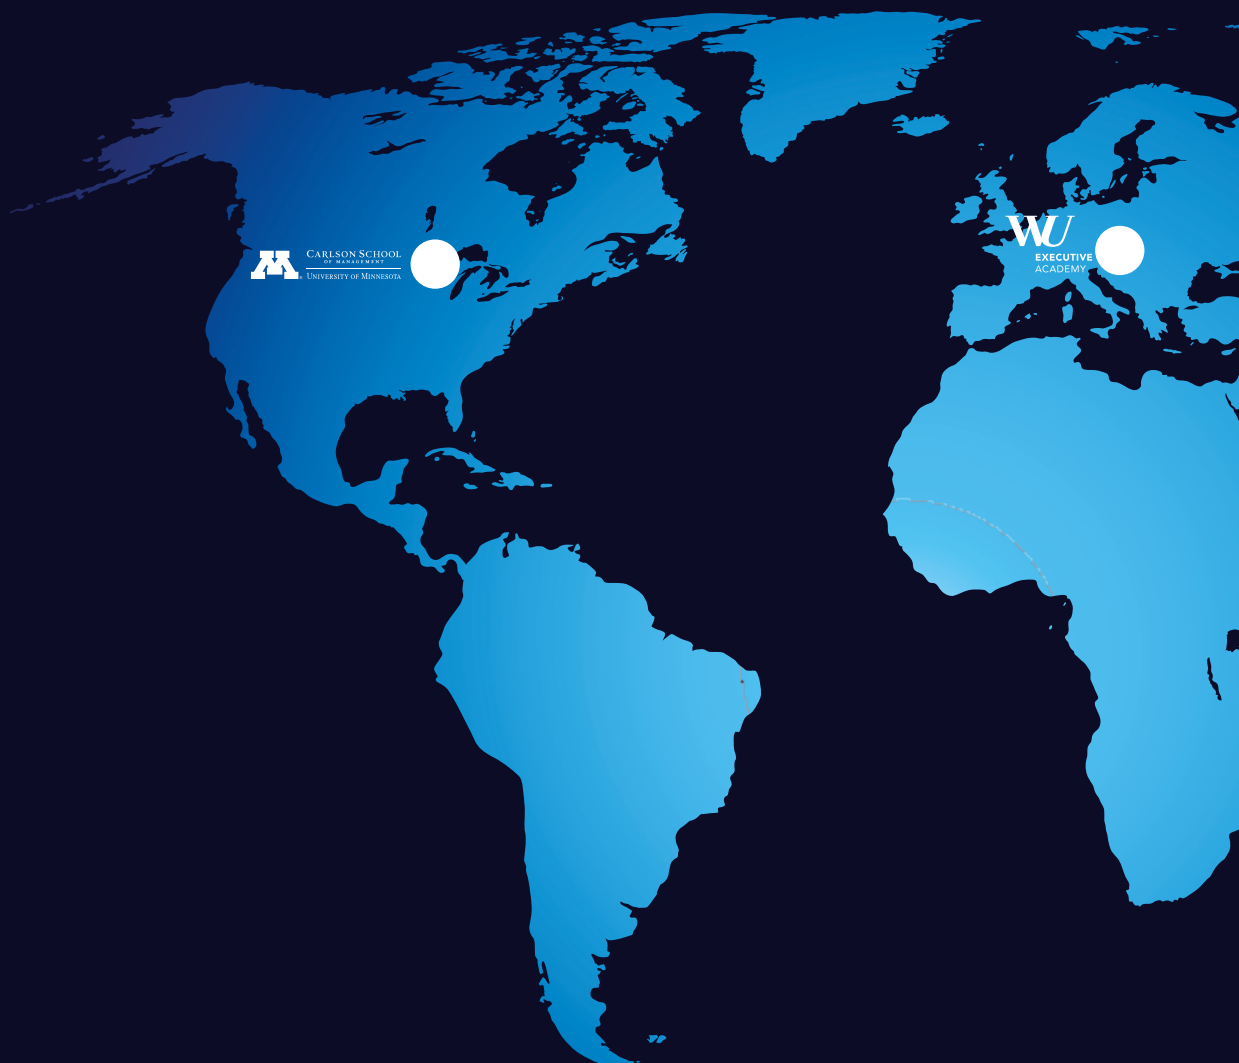 M
CARLSON SCHOOL
OF MANAGEMENT
UNIVERSITY OF MINNESOTA
WU
EXECUTIVE
ACADEMY